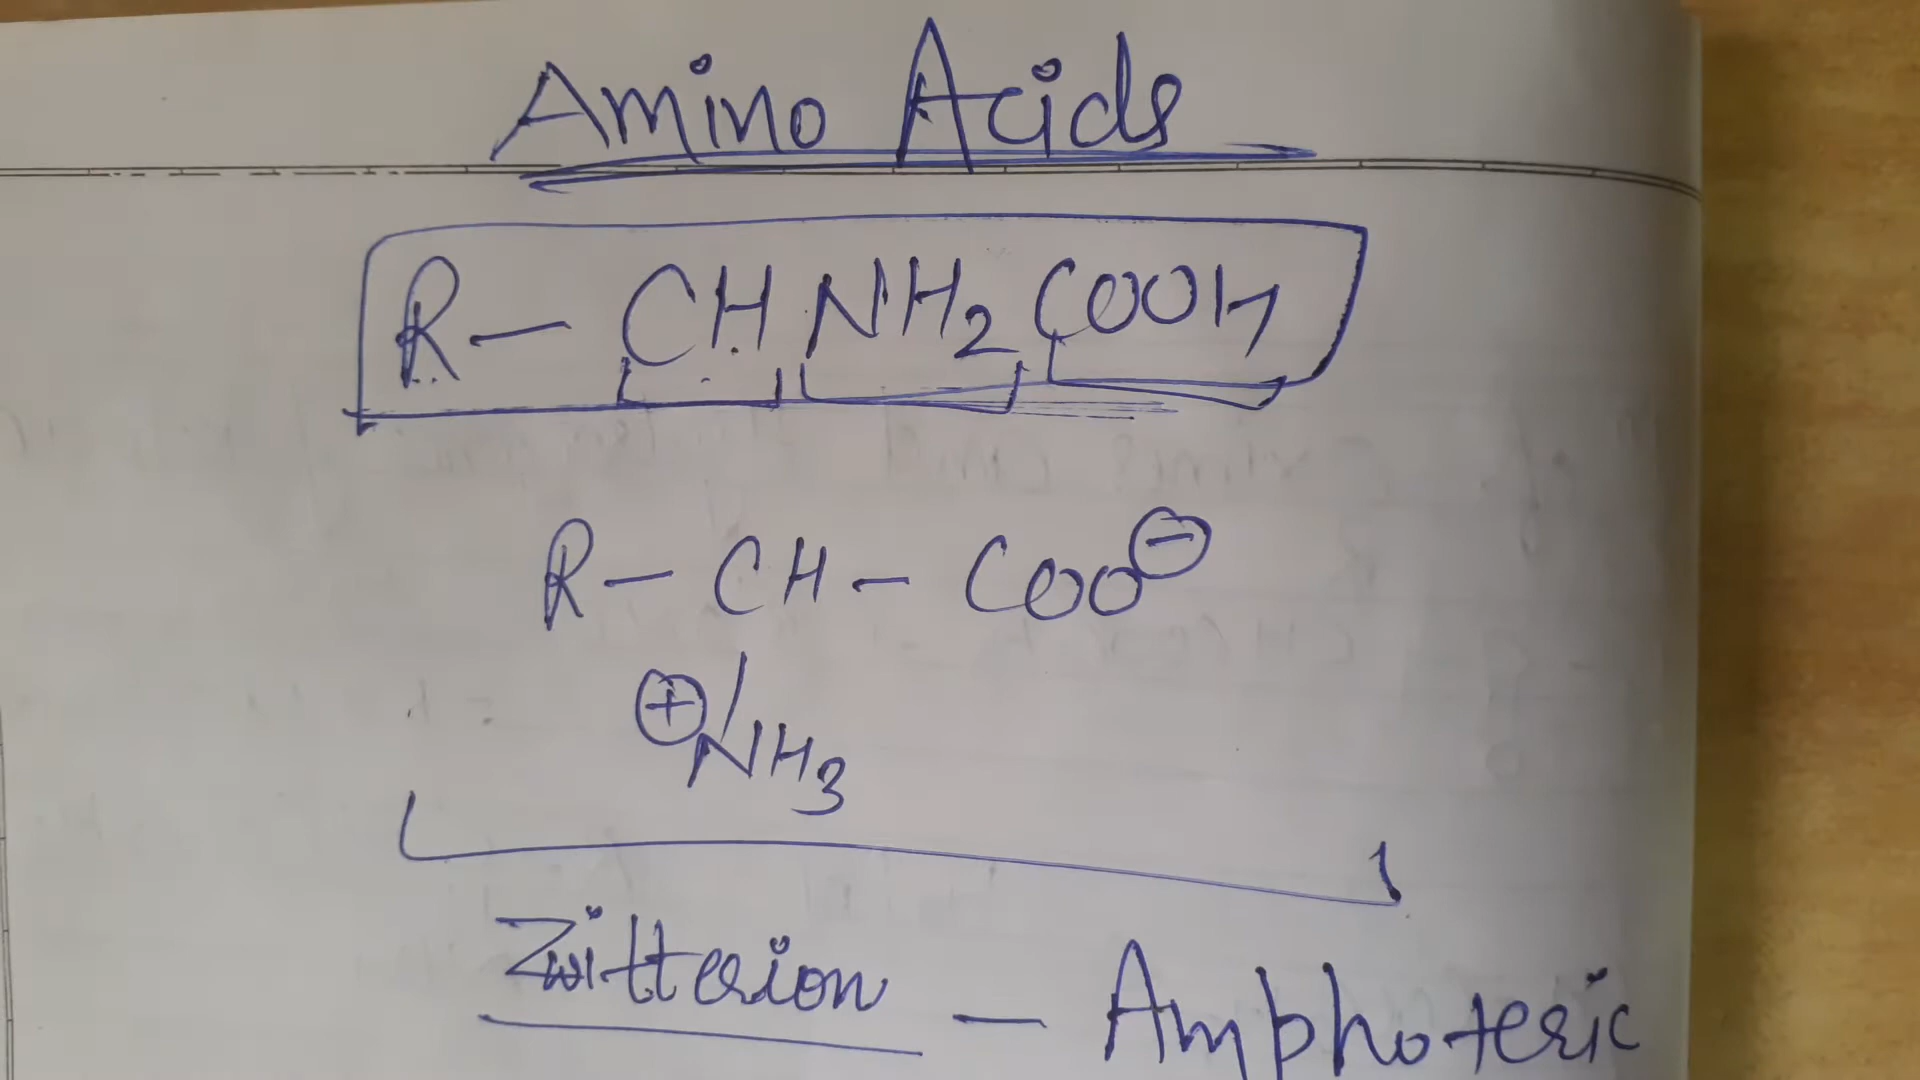 Amino Acids
R — CH NH2 COOH
R — CH — COO⊖
⊕NH3
Zwitterion — Amphoteric